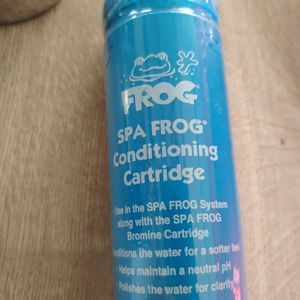 FROG®
SPA FROG®
Conditioning
Cartridge
• Use in the SPA FROG System
along with the SPA FROG
Bromine Cartridge
Conditions the water for a softer feel
• Helps maintain a neutral pH
• Polishes the water for clarity